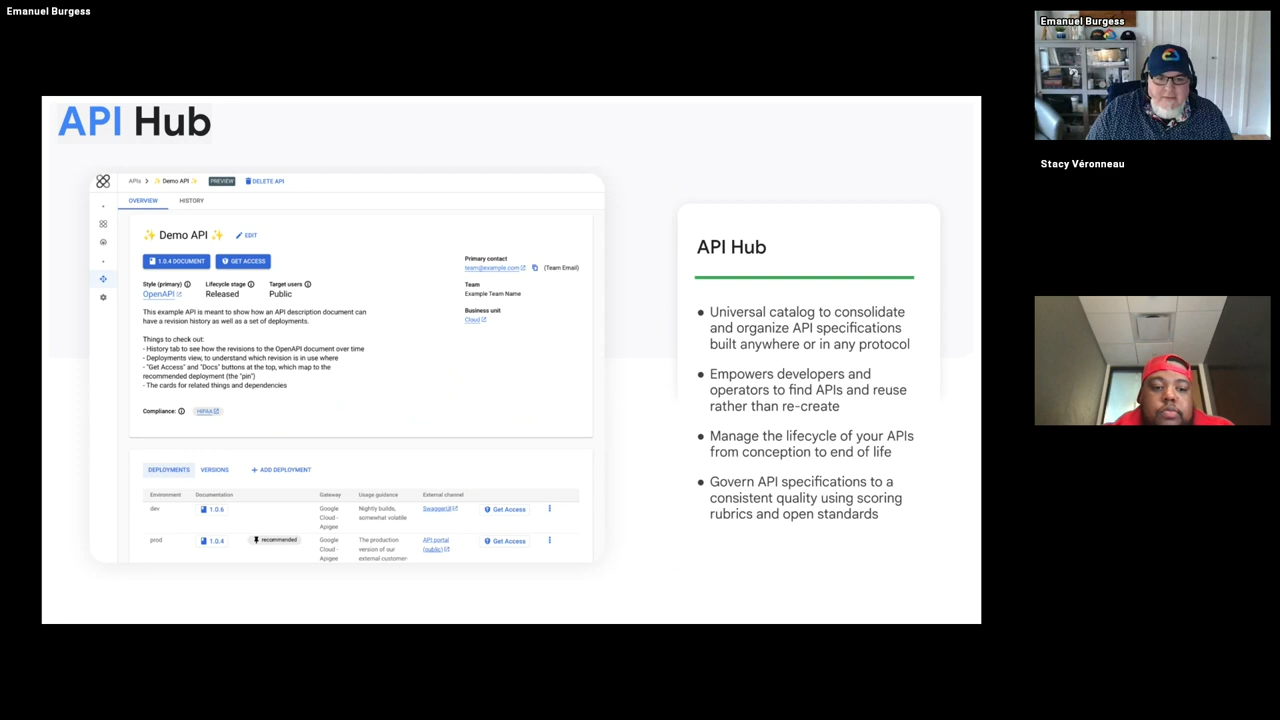 Emanuel Burgess
Emanuel Burgess
Stacy Véronneau
API Hub
APIs > ✨ Demo API ✨ PREVIEW DELETE API
OVERVIEW HISTORY
✨ Demo API ✨ EDIT
1.0.4 DOCUMENT GET ACCESS
Style (primary) Lifecycle stage Target users
OpenAPI Released Public
This example API is meant to show how an API description document can
have a revision history as well as a set of deployments.
Things to check out:
- History tab to see how the revisions to the OpenAPI document over time
- Deployments view, to understand which revision is in use where
- "Get Access" and "Docs" buttons at the top, which map to the
recommended deployment (the "pin")
- The cards for related things and dependencies
Compliance: HIPAA
Primary contact
team@example.com (Team Email)
Team
Example Team Name
Business unit
Cloud
DEPLOYMENTS VERSIONS + ADD DEPLOYMENT
Environment Documentation Gateway Usage guidance External channel
dev 1.0.6 Google Nightly builds, SwaggerUI Get Access
Cloud - somewhat volatile
Apigee
prod 1.0.4 recommended Google The production API portal Get Access
Cloud - version of our (public)
Apigee external customer-
API Hub
● Universal catalog to consolidate
and organize API specifications
built anywhere or in any protocol
● Empowers developers and
operators to find APIs and reuse
rather than re-create
● Manage the lifecycle of your APIs
from conception to end of life
● Govern API specifications to a
consistent quality using scoring
rubrics and open standards